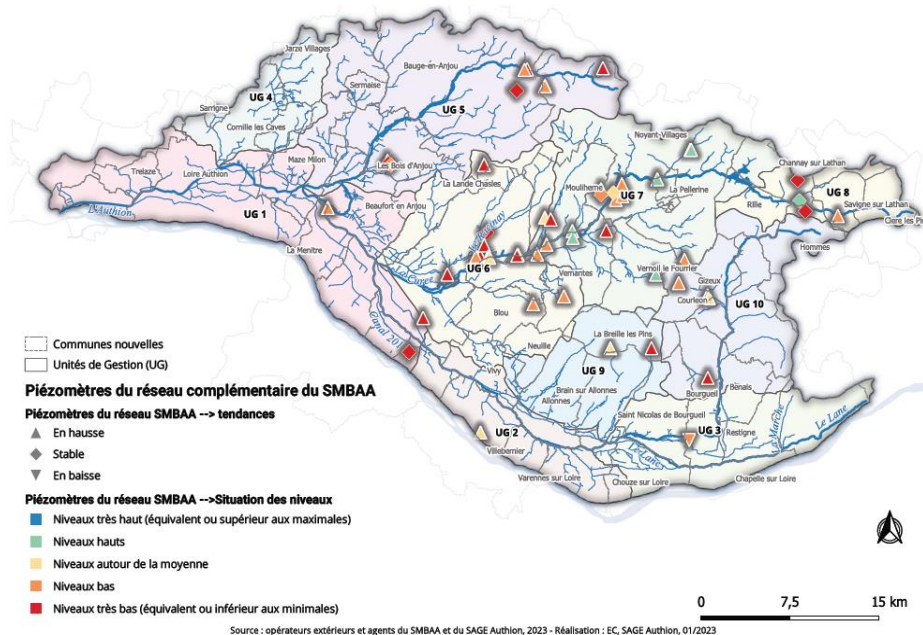 Jarze Villages
Bauge-en-Anjou
UG 4
Sermaise
UG 5
Sarrigne
Cornille les Caves
Noyant-Villages
Trelaze
Loire Authion
Maze Milon
Les Bois d'Anjou
La Lande Chasles
Mouliherne
UG 7
La Pellerine
Channay sur Lathan
UG 8
Rille
Savigne sur Lathan
L'Authion
UG 1
Beaufort en Anjou
Hommes
La Menitre
La Curee
UG 6
Vernantes
Vernoil le Fourrier
Gizeux
Courleon
UG 10
Blou
Canal
Neuille
La Breille les Pins
UG 9
Vivy
Brain sur Allonnes
Allonnes
Bourgueil
Benais
UG 2
Villebernier
Saint Nicolas de Bourgueil
UG 3
Restigne
Le Lane
Le Lane
Varennes sur Loire
Chouze sur Loire
Chapelle sur Loire
Communes nouvelles
Unités de Gestion (UG)
Piézomètres du réseau complémentaire du SMBAA
Piézomètres du réseau SMBAA --> tendances
En hausse
Stable
En baisse
Piézomètres du réseau SMBAA -->Situation des niveaux
Niveaux très haut (équivalent ou supérieur aux maximales)
Niveaux hauts
Niveaux autour de la moyenne
Niveaux bas
Niveaux très bas (équivalent ou inférieur aux minimales)
0 7,5 15 km
Source : opérateurs extérieurs et agents du SMBAA et du SAGE Authion, 2023 - Réalisation : EC, SAGE Authion, 01/2023